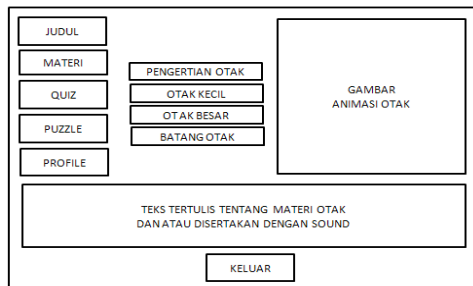 JUDUL
MATERI
QUIZ
PUZZLE
PROFILE
PENGERTIAN OTAK
OTAK KECIL
OTAK BESAR
BATANG OTAK
GAMBAR
ANIMASI OTAK
TEKS TERTULIS TENTANG MATERI OTAK
DAN ATAU DISERTAKAN DENGAN SOUND
KELUAR